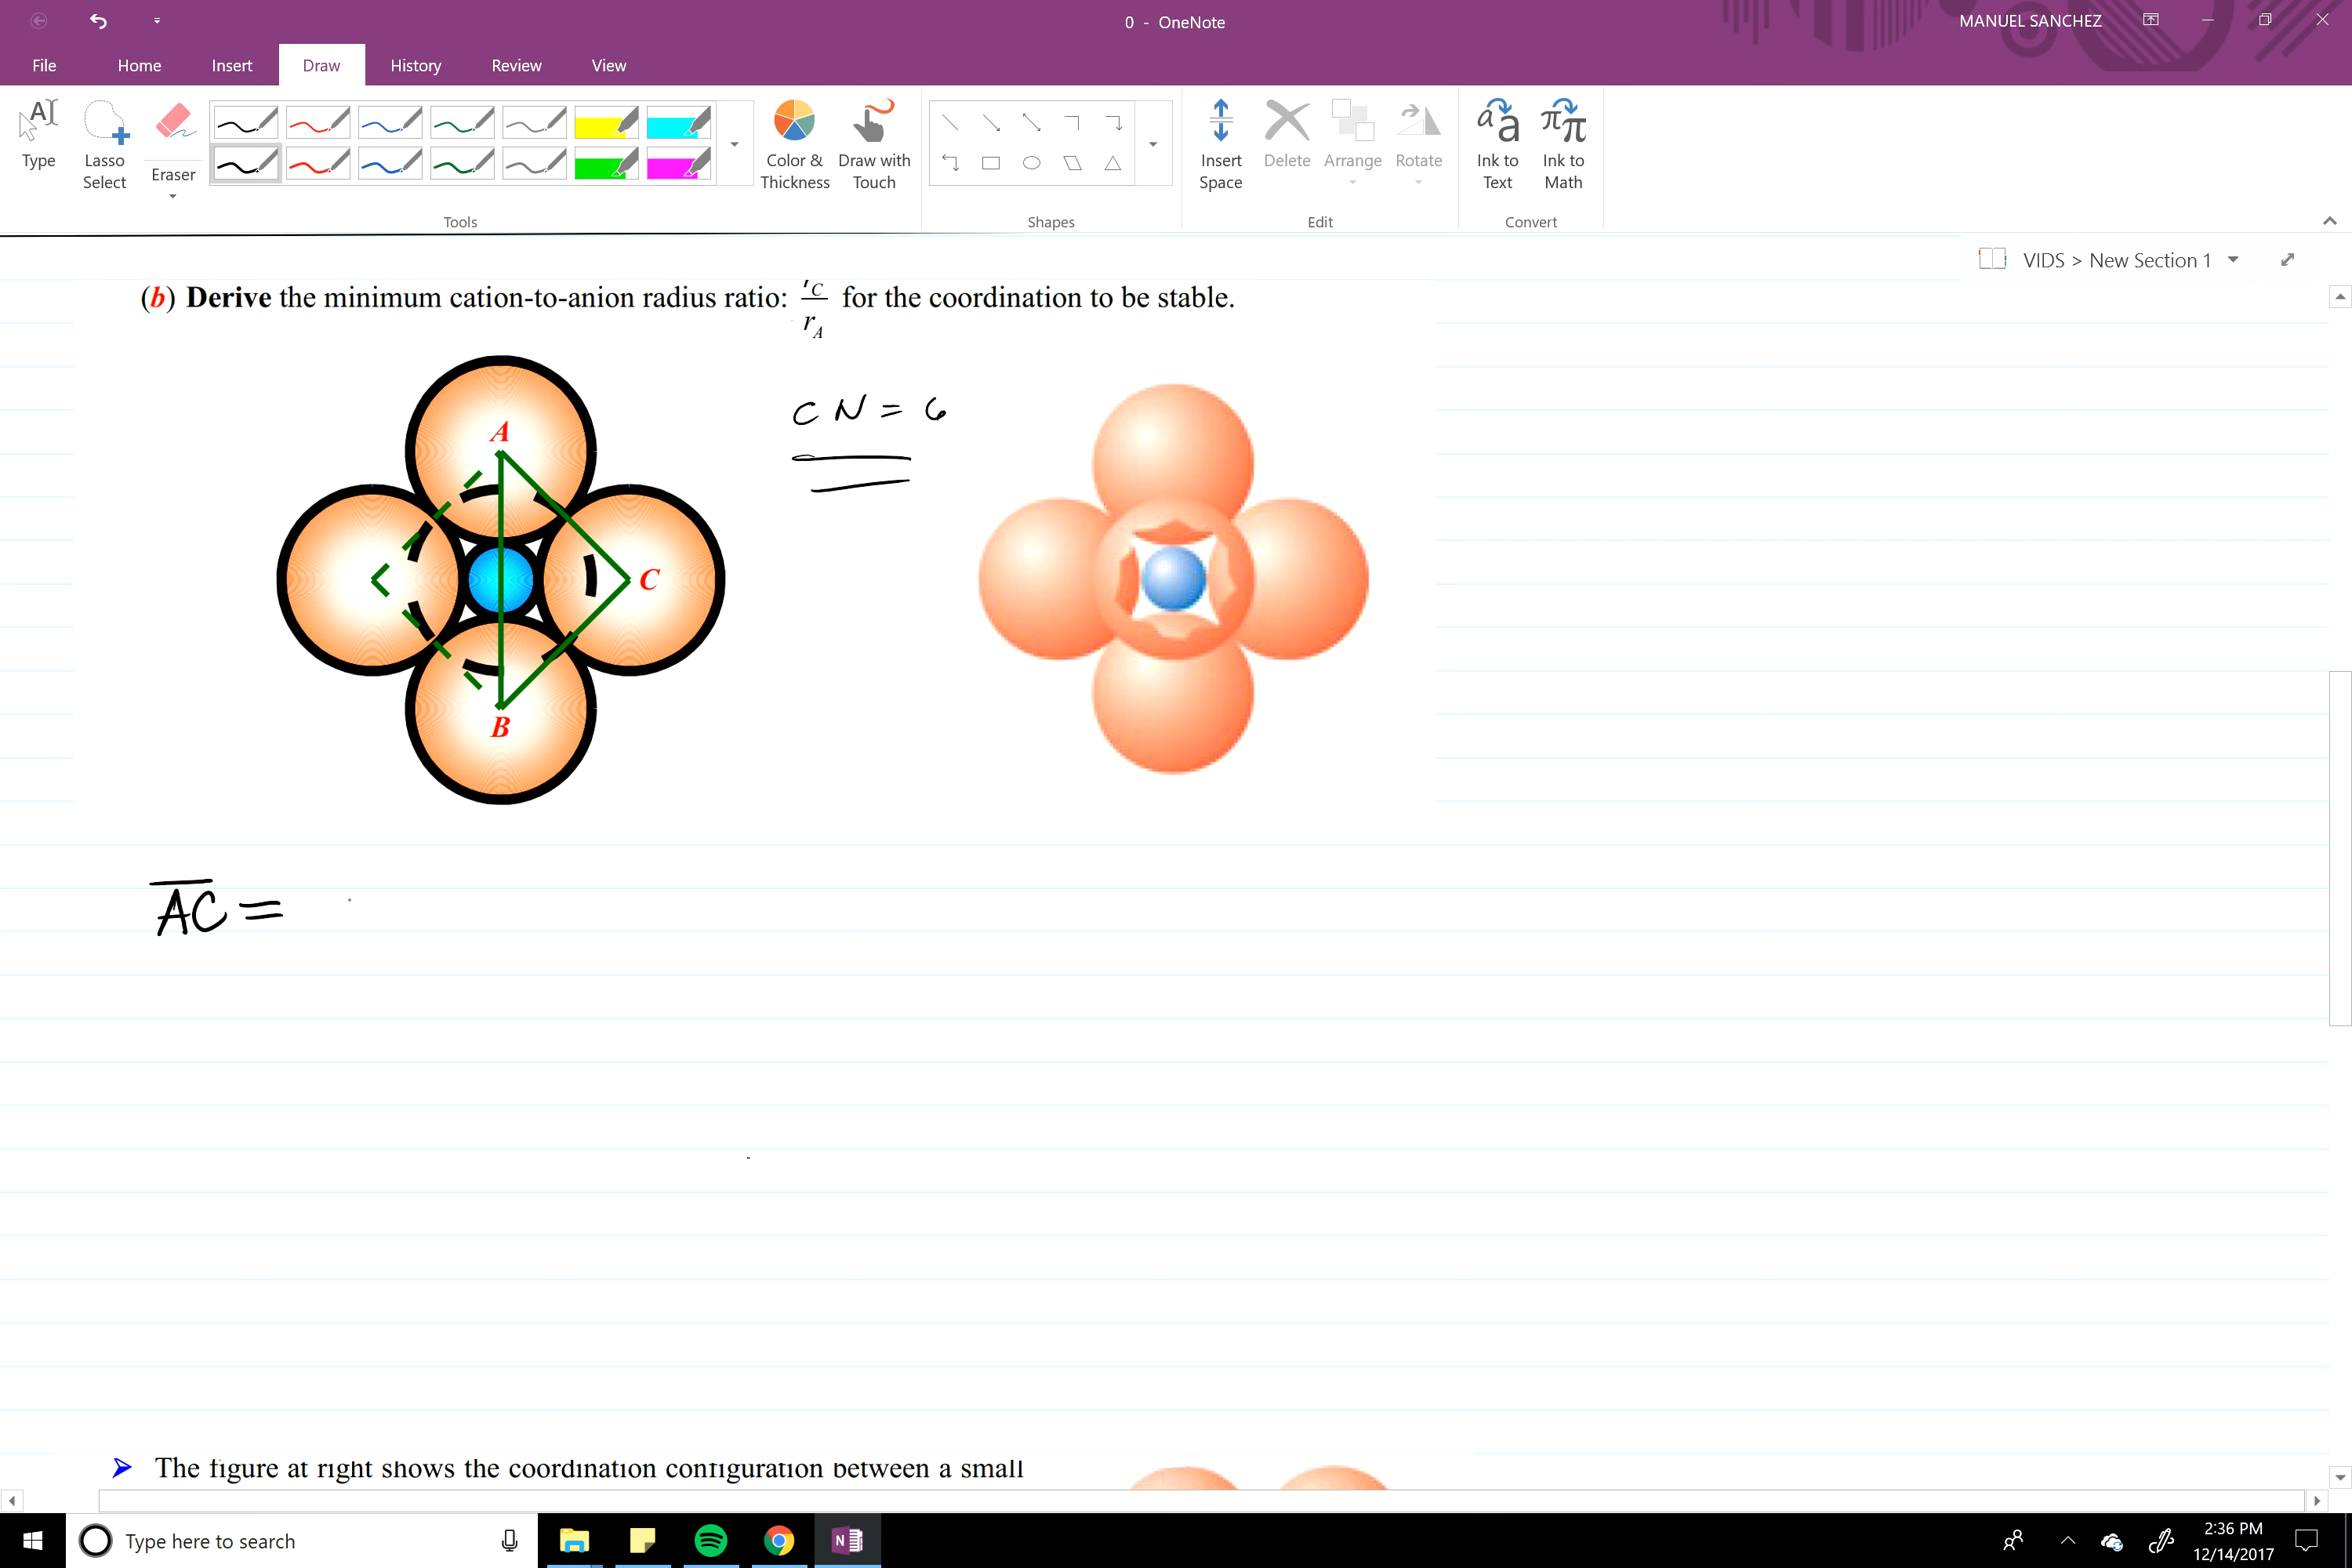 0 - OneNote
MANUEL SANCHEZ
File Home Insert Draw History Review View
Type
Lasso Select
Eraser
Color & Thickness
Draw with Touch
Insert Space
Delete
Arrange
Rotate
Ink to Text
Ink to Math
Tools
Shapes
Edit
Convert
VIDS > New Section 1
(b) Derive the minimum cation-to-anion radius ratio: r_C / r_A for the coordination to be stable.
CN = 6
A
C
B
AC =
The figure at right shows the coordination configuration between a small
Type here to search
N
2:36 PM
12/14/2017